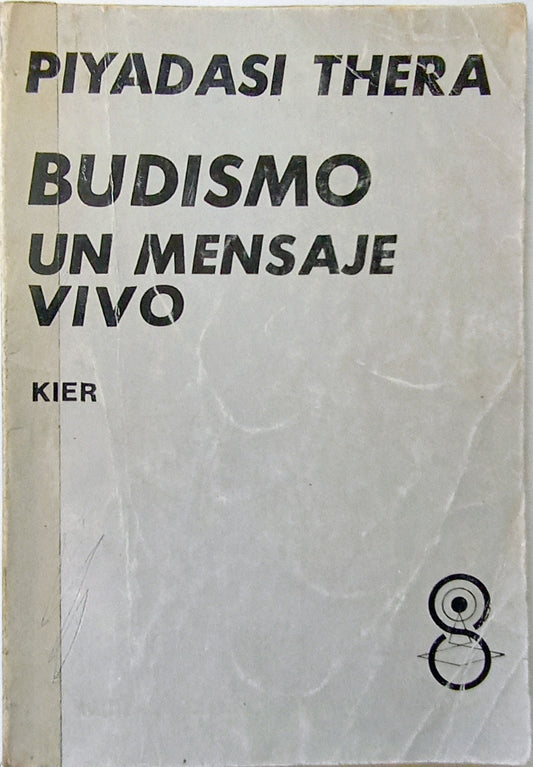 PIYADASI THERA
BUDISMO
UN MENSAJE
VIVO
KIER